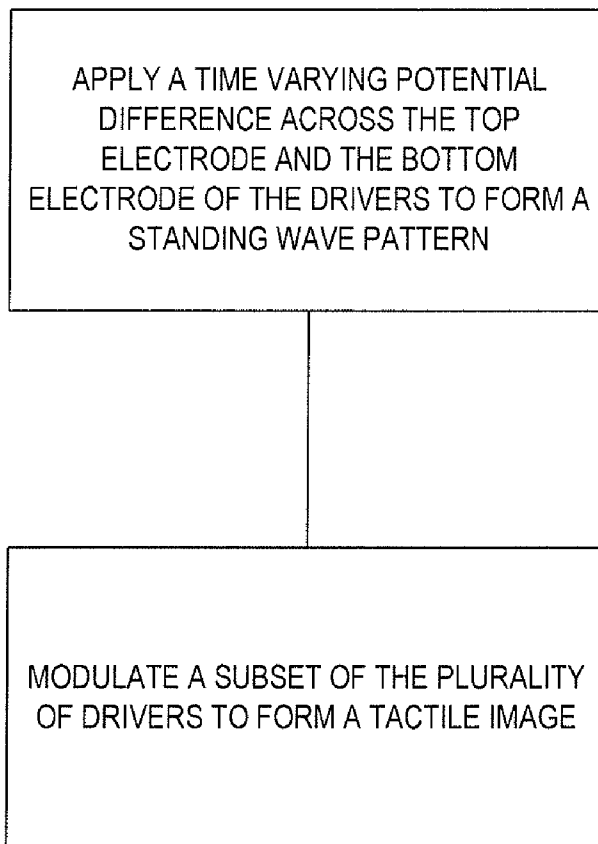 APPLY A TIME VARYING POTENTIAL
DIFFERENCE ACROSS THE TOP
ELECTRODE AND THE BOTTOM
ELECTRODE OF THE DRIVERS TO FORM A
STANDING WAVE PATTERN
MODULATE A SUBSET OF THE PLURALITY
OF DRIVERS TO FORM A TACTILE IMAGE